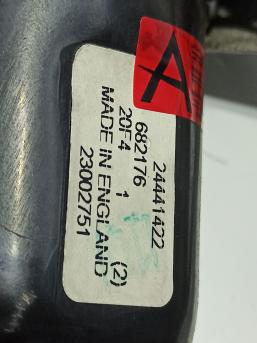 A
24441422
682176
20F4 1 (2)
MADE IN ENGLAND
23002751